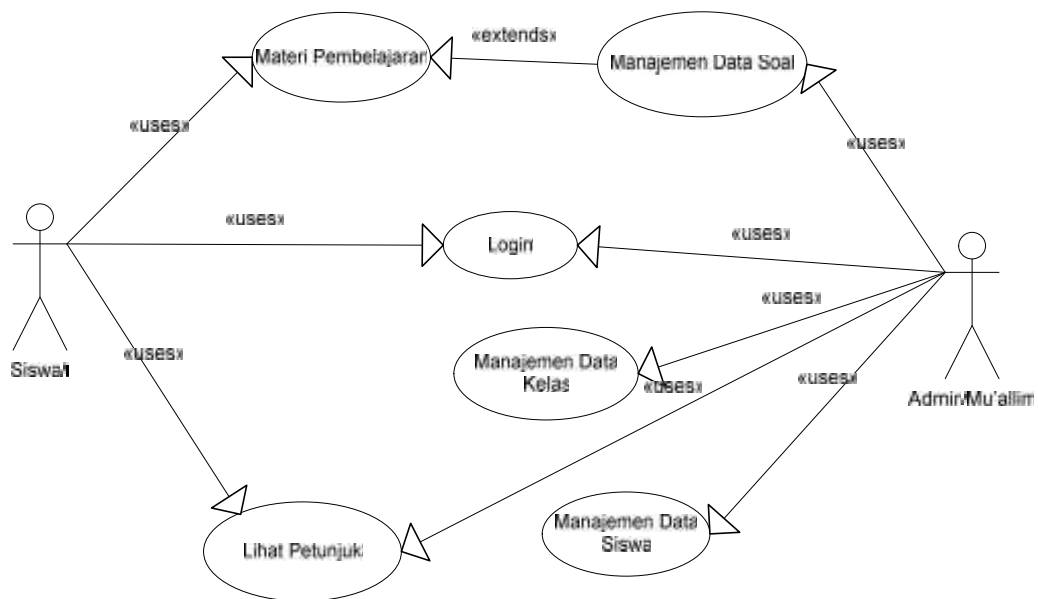 «extends»
Materi Pembelajaran
Manajemen Data Soal
«uses»
«uses»
«uses»
«uses»
Login
«uses»
«uses»
Manajemen Data
Kelas
«uses»
«uses»
Siswa/i
Admin/Mu'allim
Manajemen Data
Siswa
Lihat Petunjuk